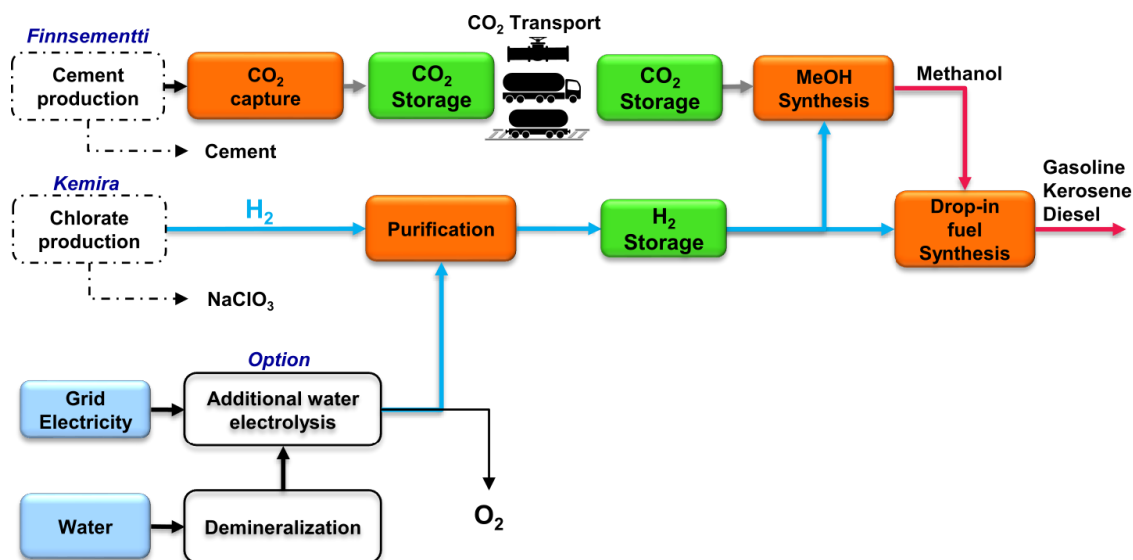 CO₂ Transport
Finnsementti
Cement
production
CO₂
capture
CO₂
Storage
CO₂
Storage
MeOH
Synthesis
Methanol
Cement
Kemira
Chlorate
production
H₂
Purification
H₂
Storage
Drop-in
fuel
Synthesis
Gasoline
Kerosene
Diesel
NaClO₃
Option
Grid
Electricity
Additional water
electrolysis
Water
Demineralization
O₂